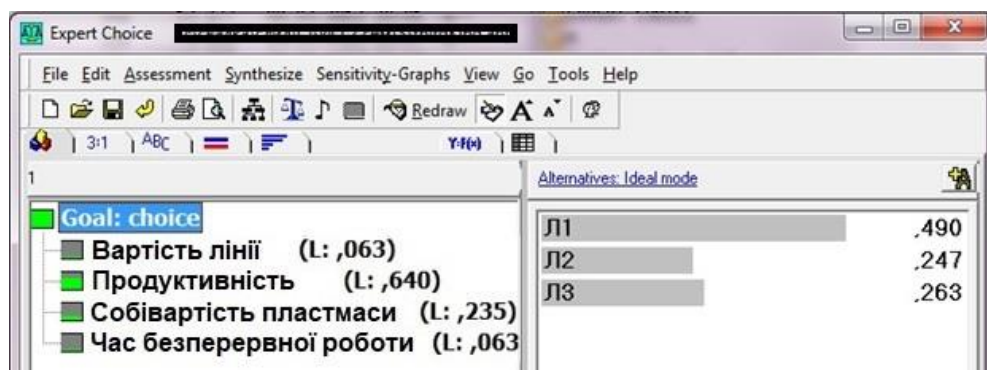 Expert Choice
File Edit Assessment Synthesize Sensitivity-Graphs View Go Tools Help
Redraw A A
3:1 ABC Y:F(x)
1
Alternatives: Ideal mode
Goal: choice
Вартість лінії (L: ,063)
Продуктивність (L: ,640)
Собівартість пластмаси (L: ,235)
Час безперервної роботи (L: ,063
Л1 ,490
Л2 ,247
Л3 ,263